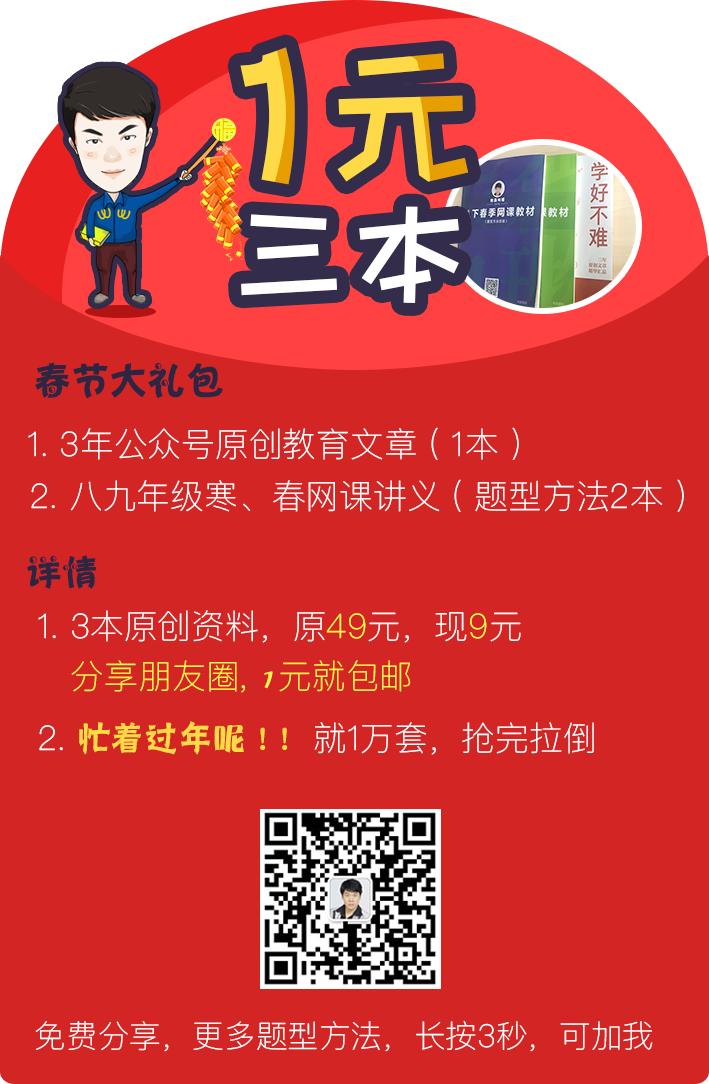 1元
三本
下春季网课教材
课教材
学好不难
春节大礼包
1. 3年公众号原创教育文章（1本）
2. 八九年级寒、春网课讲义（题型方法2本）
详情
1. 3本原创资料，原49元，现9元
分享朋友圈, 1元就包邮
2. 忙着过年呢！！ 就1万套，抢完拉倒
免费分享，更多题型方法，长按3秒，可加我